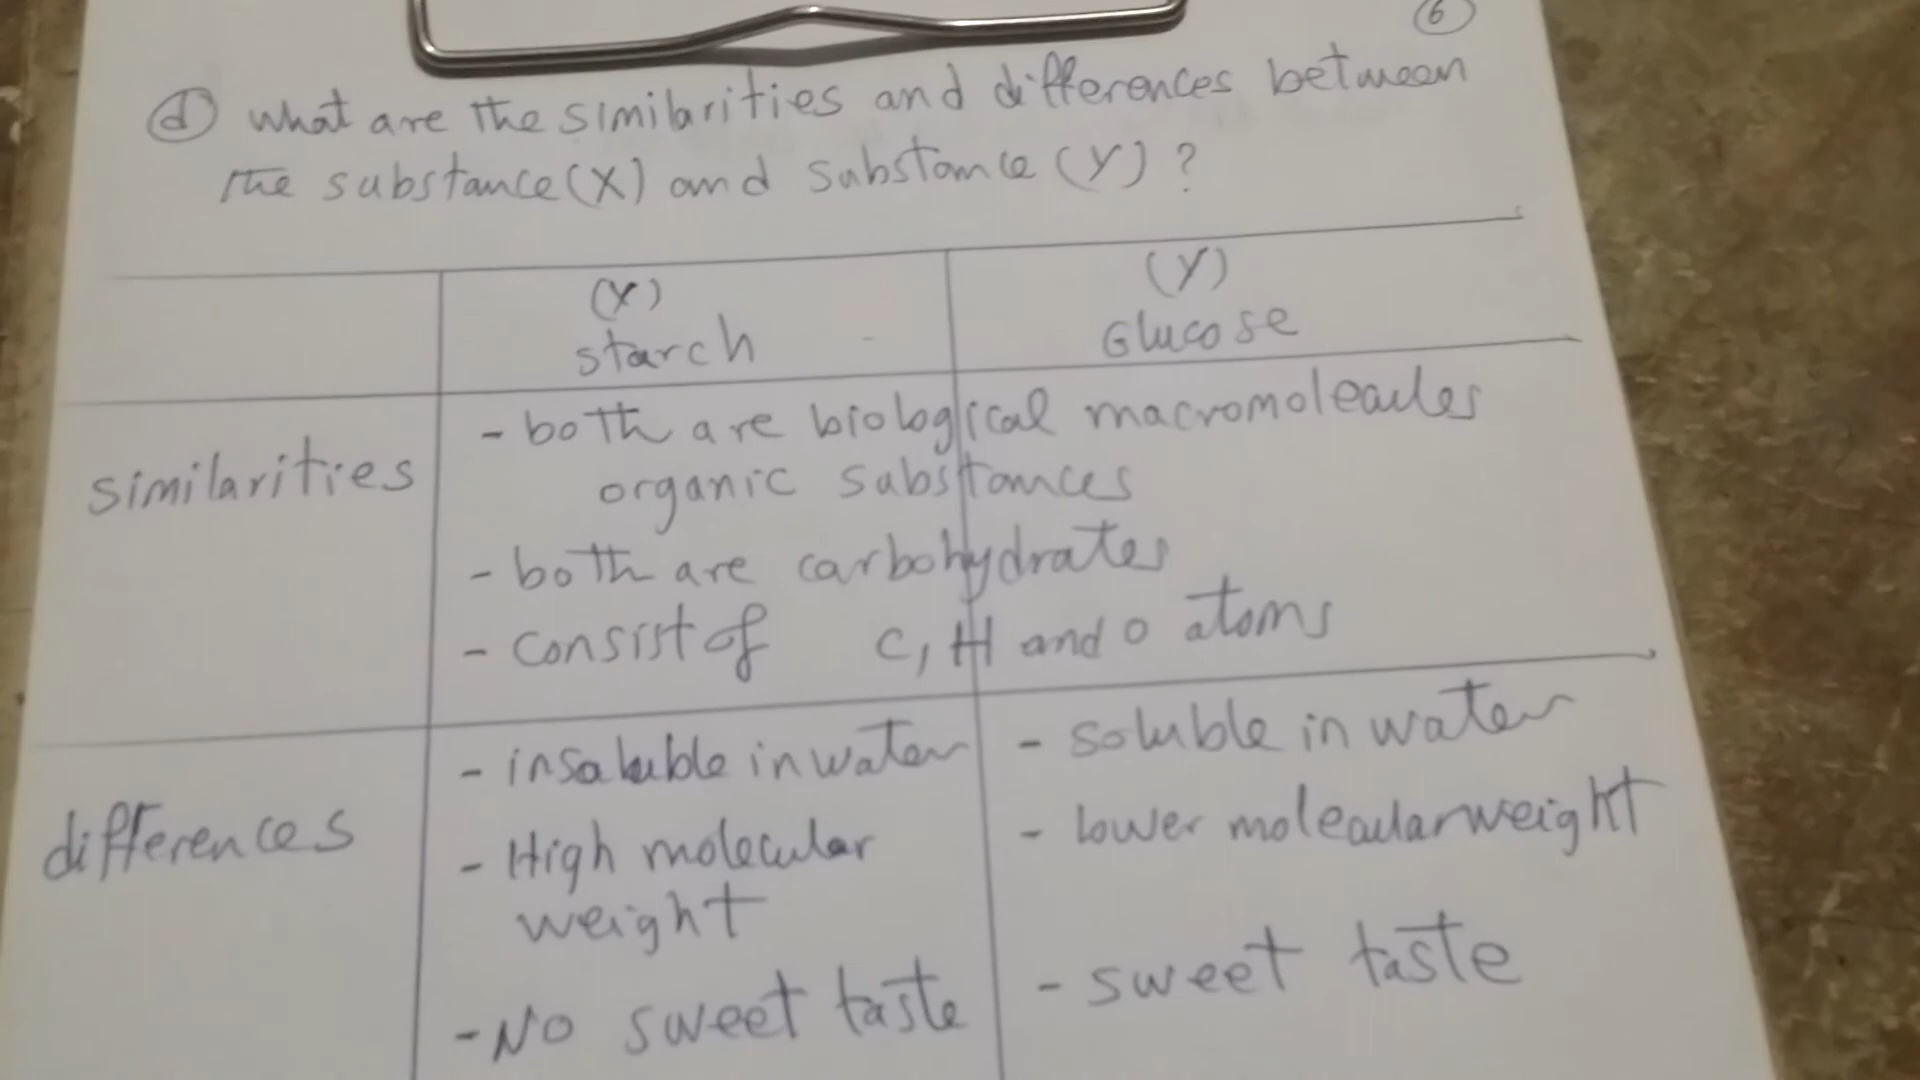 6
d What are the similarities and differences between
the substance (X) and substance (Y) ?
(X)
starch
(Y)
Glucose
similarities
- both are biological macromolecules
organic substances
- both are carbohydrates
- consist of C, H and O atoms
differences
- insoluble in water
- High molecular
weight
- No sweet taste
- soluble in water
- lower molecular weight
- sweet taste